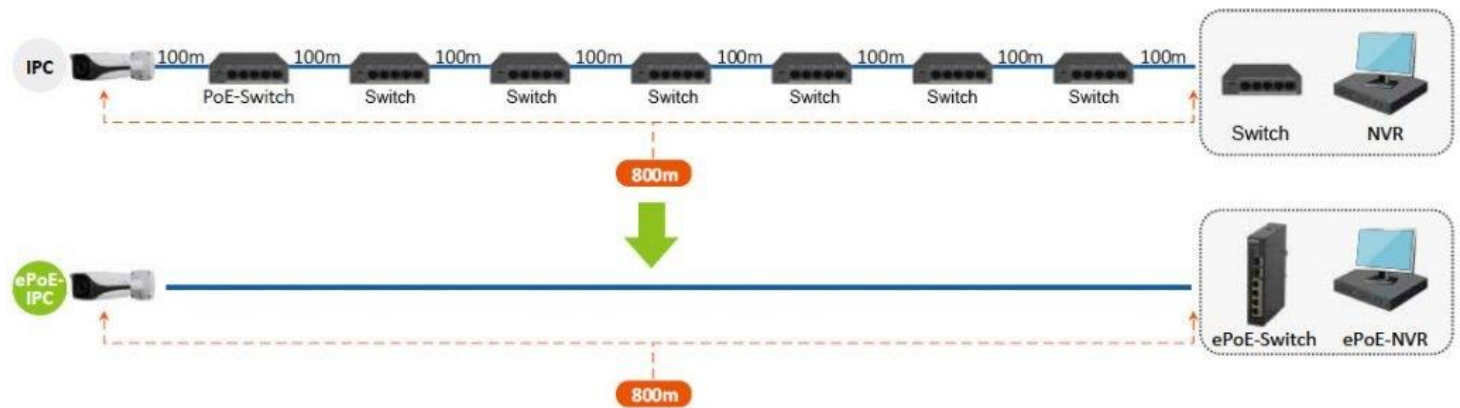 IPC
100m 100m 100m 100m 100m 100m 100m 100m
PoE-Switch Switch Switch Switch Switch Switch Switch
Switch NVR
800m
ePoE-
IPC
ePoE-Switch ePoE-NVR
800m